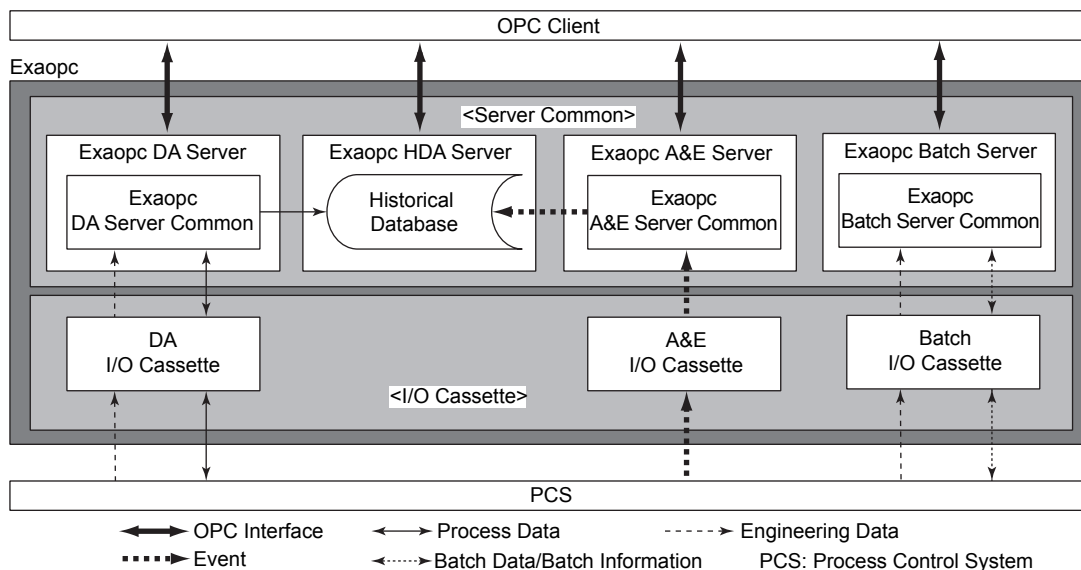 OPC Client
Exaopc
<Server Common>
Exaopc DA Server
Exaopc HDA Server
Exaopc A&E Server
Exaopc Batch Server
Exaopc
DA Server Common
Historical
Database
Exaopc
A&E Server Common
Exaopc
Batch Server Common
DA
I/O Cassette
A&E
I/O Cassette
Batch
I/O Cassette
<I/O Cassette>
PCS
OPC Interface
Process Data
Engineering Data
Event
Batch Data/Batch Information
PCS: Process Control System